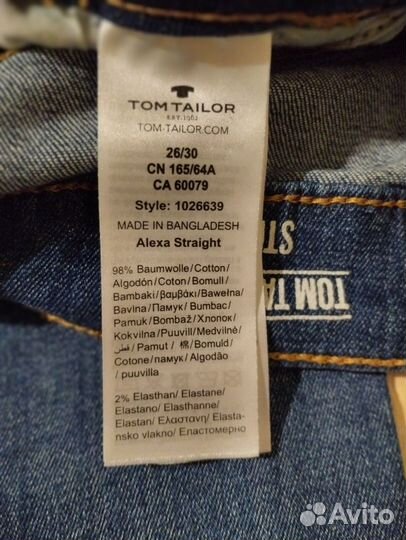 TOM TAILOR
EST. 1962
TOM-TAILOR.COM
26/30
CN 165/64A
CA 60079
Style: 1026639
MADE IN BANGLADESH
Alexa Straight
98% Baumwolle/Cotton/
Algodón/Coton/Bomull/
Bambaki/βαμβάκι/Bawełna/
Bavlna/Памук/Bumbac/
Pamuk/Bombaž/Хлопок/
Kokvilna/Puuvill/Medvilnė/
قطن/ Pamut / 棉/Bomuld/
Cotone/памук/Algodão
/ puuvilla
2% Elasthan/ Elastane/
Elastano/ Elasthanne/
Elastan/ Ελαστανη/ Elasta-
nsko vlakno/ Еластомерно
ST
TOM TA
Avito